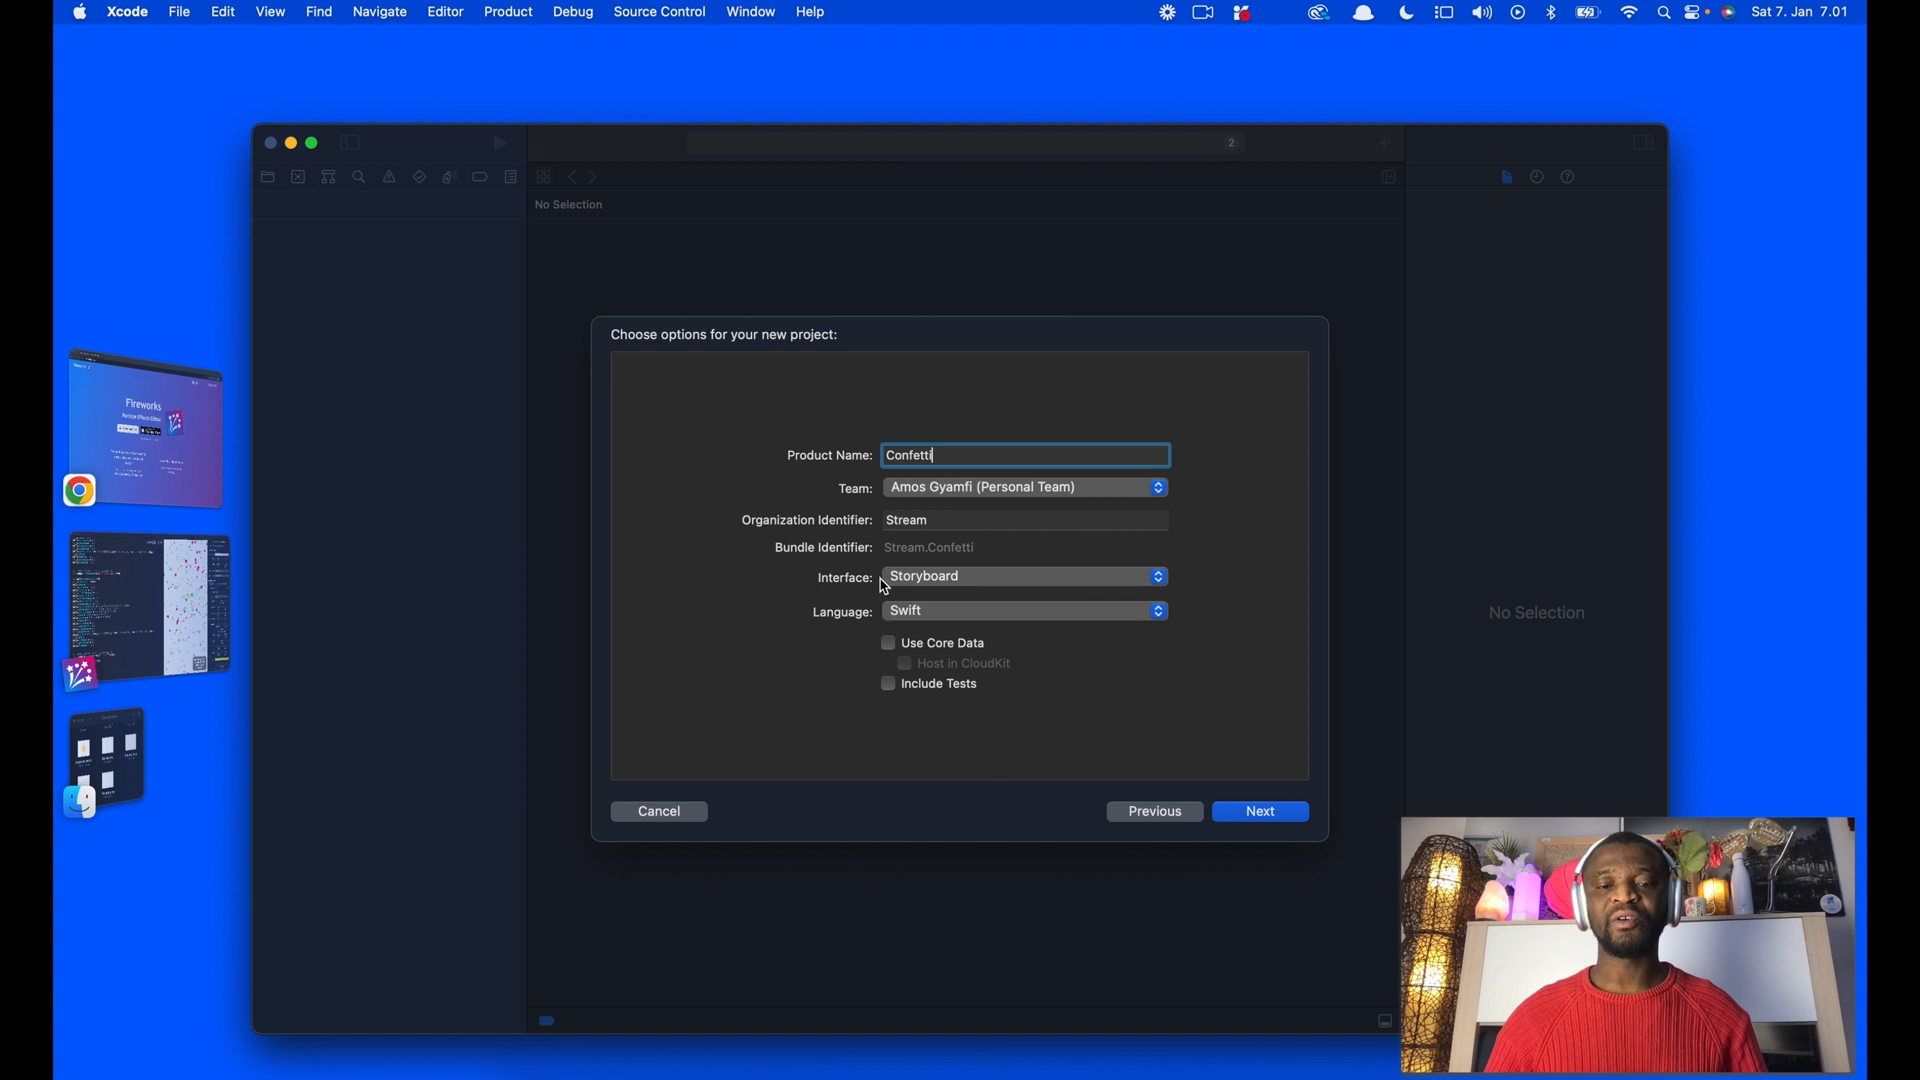 Xcode File Edit View Find Navigate Editor Product Debug Source Control Window Help Sat 7. Jan 7.01
2
No Selection
Choose options for your new project:
Product Name: Confetti
Team: Amos Gyamfi (Personal Team)
Organization Identifier: Stream
Bundle Identifier: Stream.Confetti
Interface: Storyboard
Language: Swift
Use Core Data
Host in CloudKit
Include Tests
Cancel Previous Next
No Selection
Fireworks
Particle Effects Editor